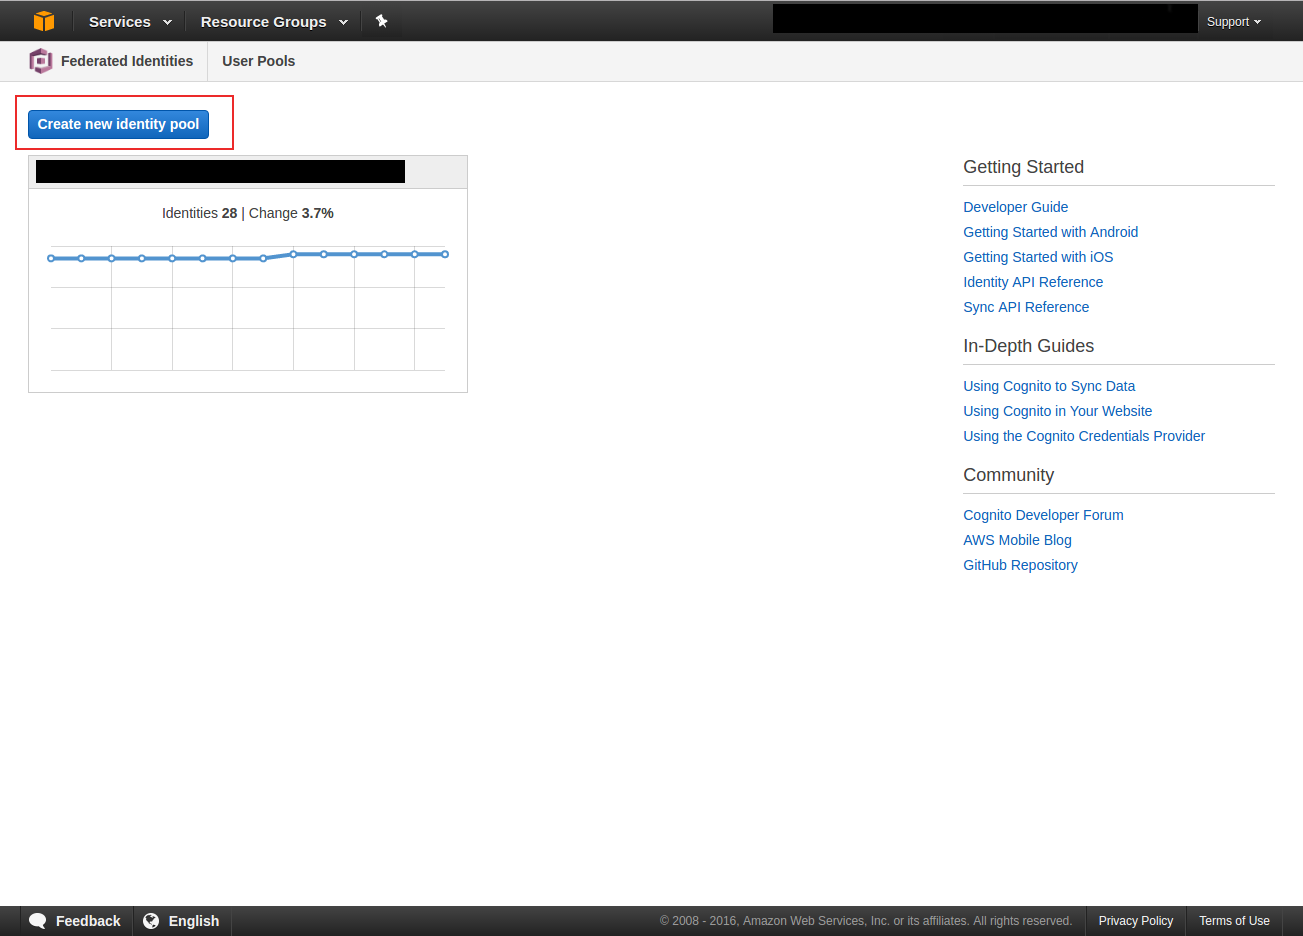 Services Resource Groups Support
Federated Identities User Pools
Create new identity pool
Identities 28 | Change 3.7%
Getting Started
Developer Guide
Getting Started with Android
Getting Started with iOS
Identity API Reference
Sync API Reference
In-Depth Guides
Using Cognito to Sync Data
Using Cognito in Your Website
Using the Cognito Credentials Provider
Community
Cognito Developer Forum
AWS Mobile Blog
GitHub Repository
Feedback English © 2008 - 2016, Amazon Web Services, Inc. or its affiliates. All rights reserved. Privacy Policy Terms of Use